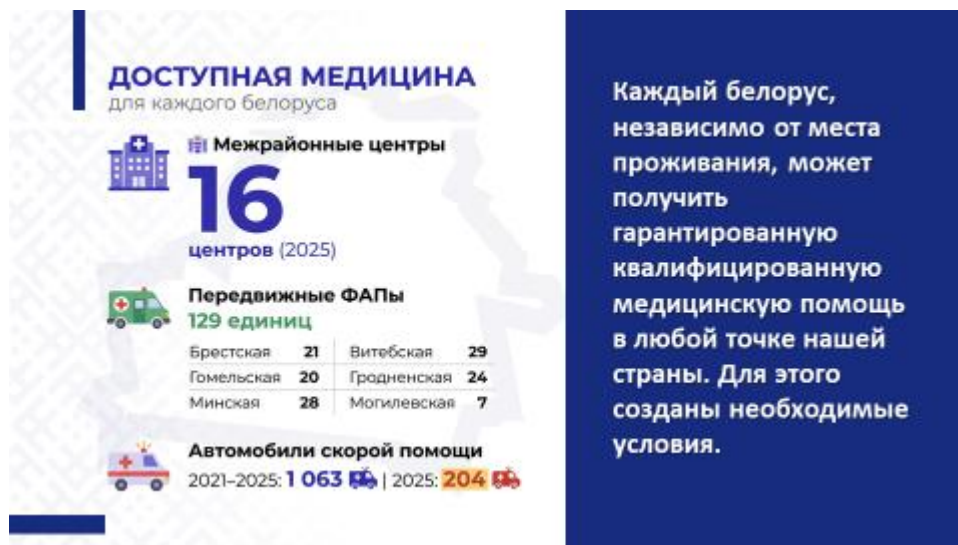 ДОСТУПНАЯ МЕДИЦИНА
для каждого белоруса
Межрайонные центры
16
центров (2025)
Передвижные ФАПы
129 единиц
Брестская 21 Витебская 29
Гомельская 20 Гродненская 24
Минская 28 Могилевская 7
Автомобили скорой помощи
2021–2025: 1 063 | 2025: 204
Каждый белорус,
независимо от места
проживания, может
получить
гарантированную
квалифицированную
медицинскую помощь
в любой точке нашей
страны. Для этого
созданы необходимые
условия.